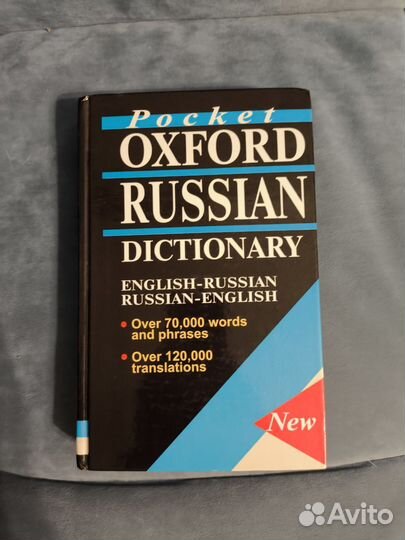 Pocket
OXFORD
RUSSIAN
DICTIONARY
ENGLISH-RUSSIAN
RUSSIAN-ENGLISH
• Over 70,000 words
and phrases
• Over 120,000
translations
New
Avito